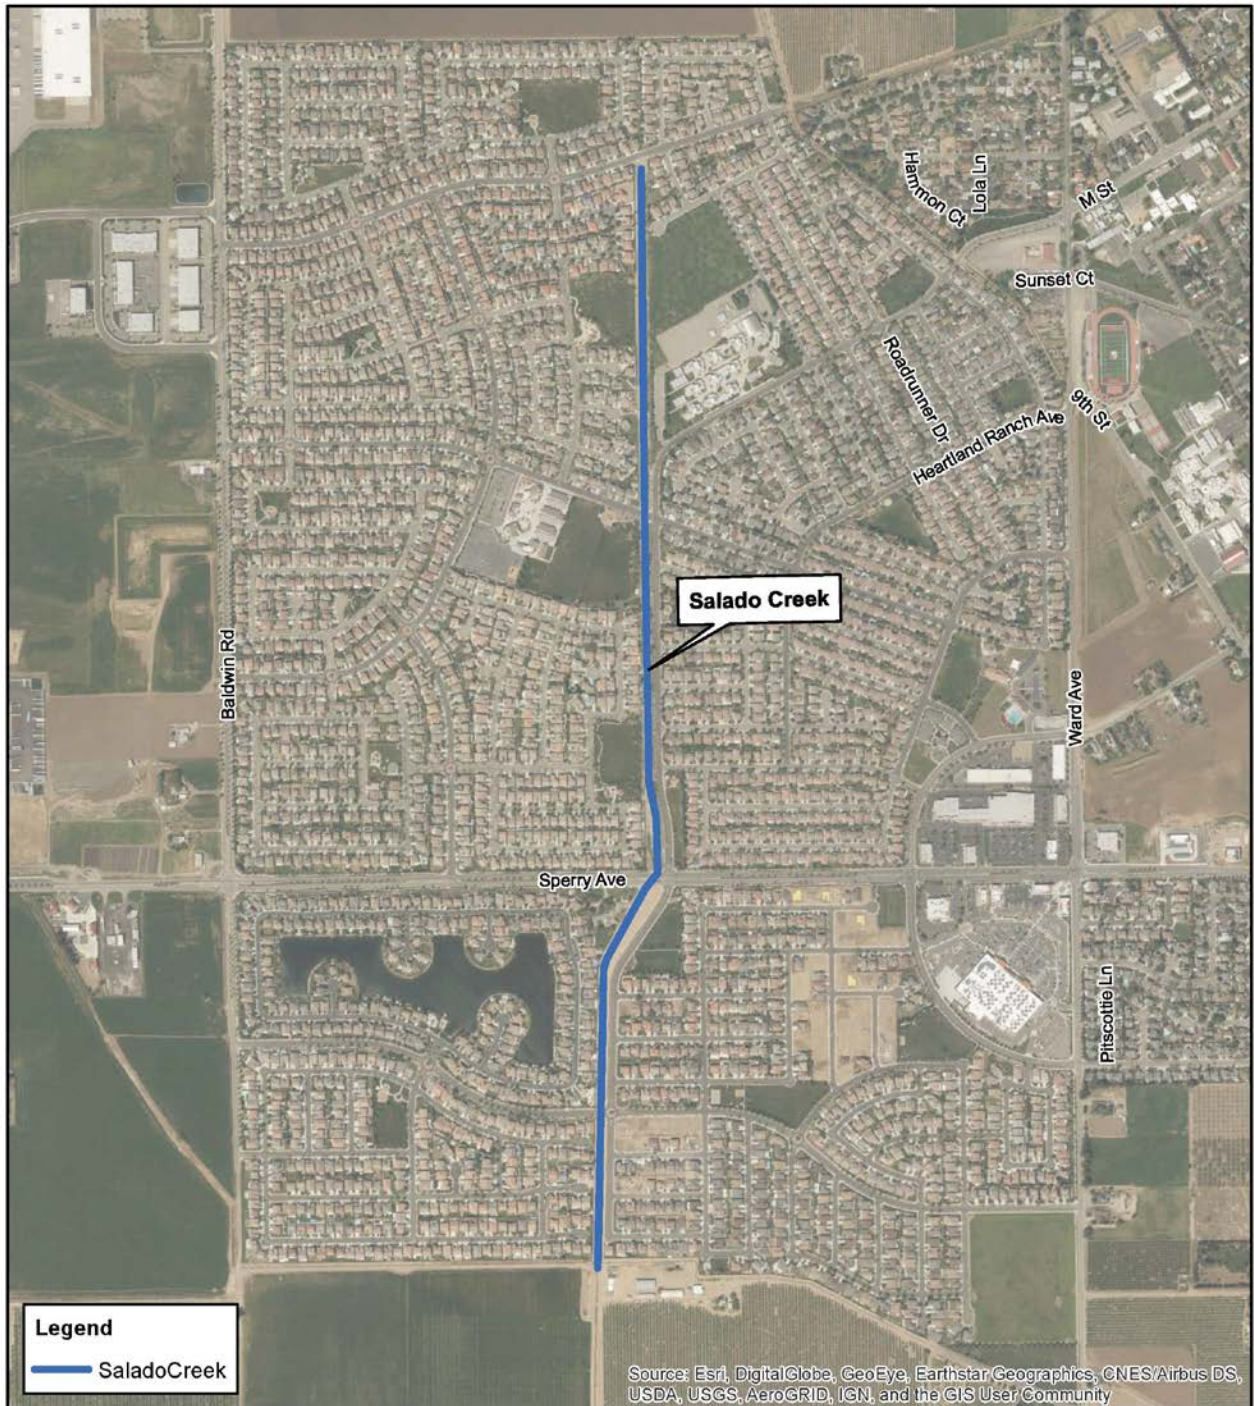 Hammon Ct
Lola Ln
M St
Sunset Ct
Roadrunner Dr
9th St
Heartland Ranch Ave
Salado Creek
Baldwin Rd
Ward Ave
Sperry Ave
Pitscottie Ln
Legend
SaladoCreek
Source: Esri, DigitalGlobe, GeoEye, Earthstar Geographics, CNES/Airbus DS,
USDA, USGS, AeroGRID, IGN, and the GIS User Community